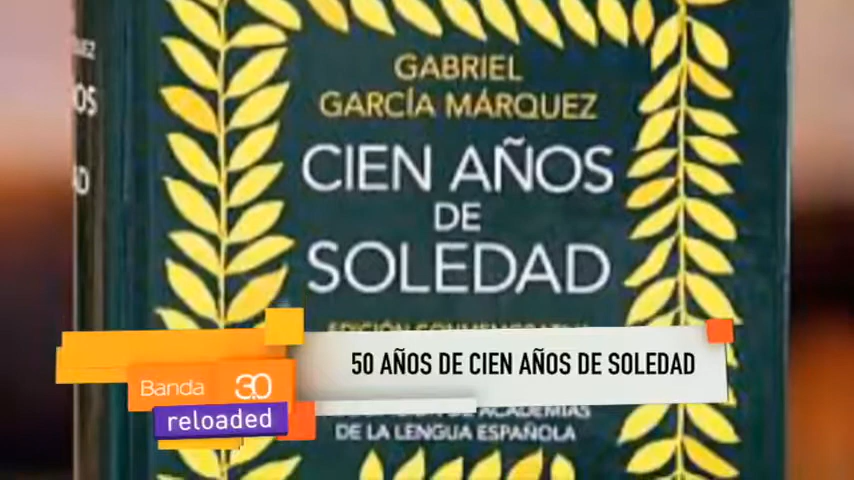 GABRIEL
GARCÍA MÁRQUEZ
CIEN AÑOS
DE
SOLEDAD
50 AÑOS DE CIEN AÑOS DE SOLEDAD
Banda 3.0
reloaded
DE LA LENGUA ESPAÑOLA